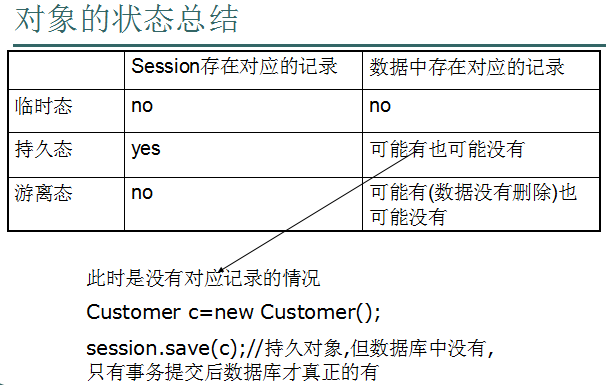 对象的状态总结
Session存在对应的记录 数据中存在对应的记录
临时态 no no
持久态 yes 可能有也可能没有
游离态 no 可能有(数据没有删除)也
可能没有
此时是没有对应记录的情况
Customer c=new Customer();
session.save(c);//持久对象,但数据库中没有,
只有事务提交后数据库才真正的有